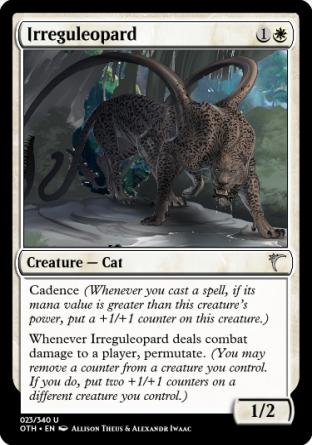 Irreguleopard 1
Creature — Cat
Cadence (Whenever you cast a spell, if its
mana value is greater than this creature's
power, put a +1/+1 counter on this creature.)
Whenever Irreguleopard deals combat
damage to a player, permutate. (You may
remove a counter from a creature you control.
If you do, put two +1/+1 counters on a
different creature you control.)
1/2
023/340 U
OTH • EN Allison Theus & Alexandr Iwaac